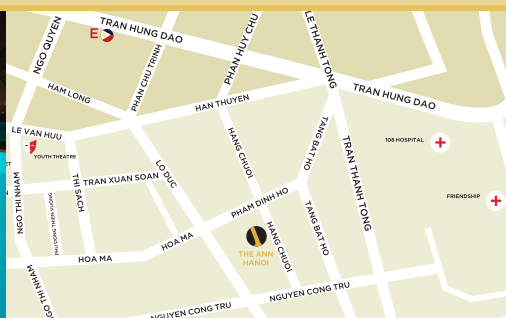 TRAN HUNG DAO
E
NGO QUYEN
PHAN CHU TRINH
PHAN HUY CHU
LE THANH TONG
HAM LONG
HAN THUYEN
TRAN HUNG DAO
LE VAN HUU
YOUTH THEATRE
HANG CHUOI
TANG BAT HO
TRAN THANH TONG
108 HOSPITAL
LO DUC
THI SACH
TRAN XUAN SOAN
NGO THI NHAM
PHAM DINH HO
FRIENDSHIP
HANG CHUOI
TANG BAT HO
HOA MA
HOA MA
THE ANN
HANOI
NGO THI NHAM
NGUYEN CONG TRU
NGUYEN CONG TRU